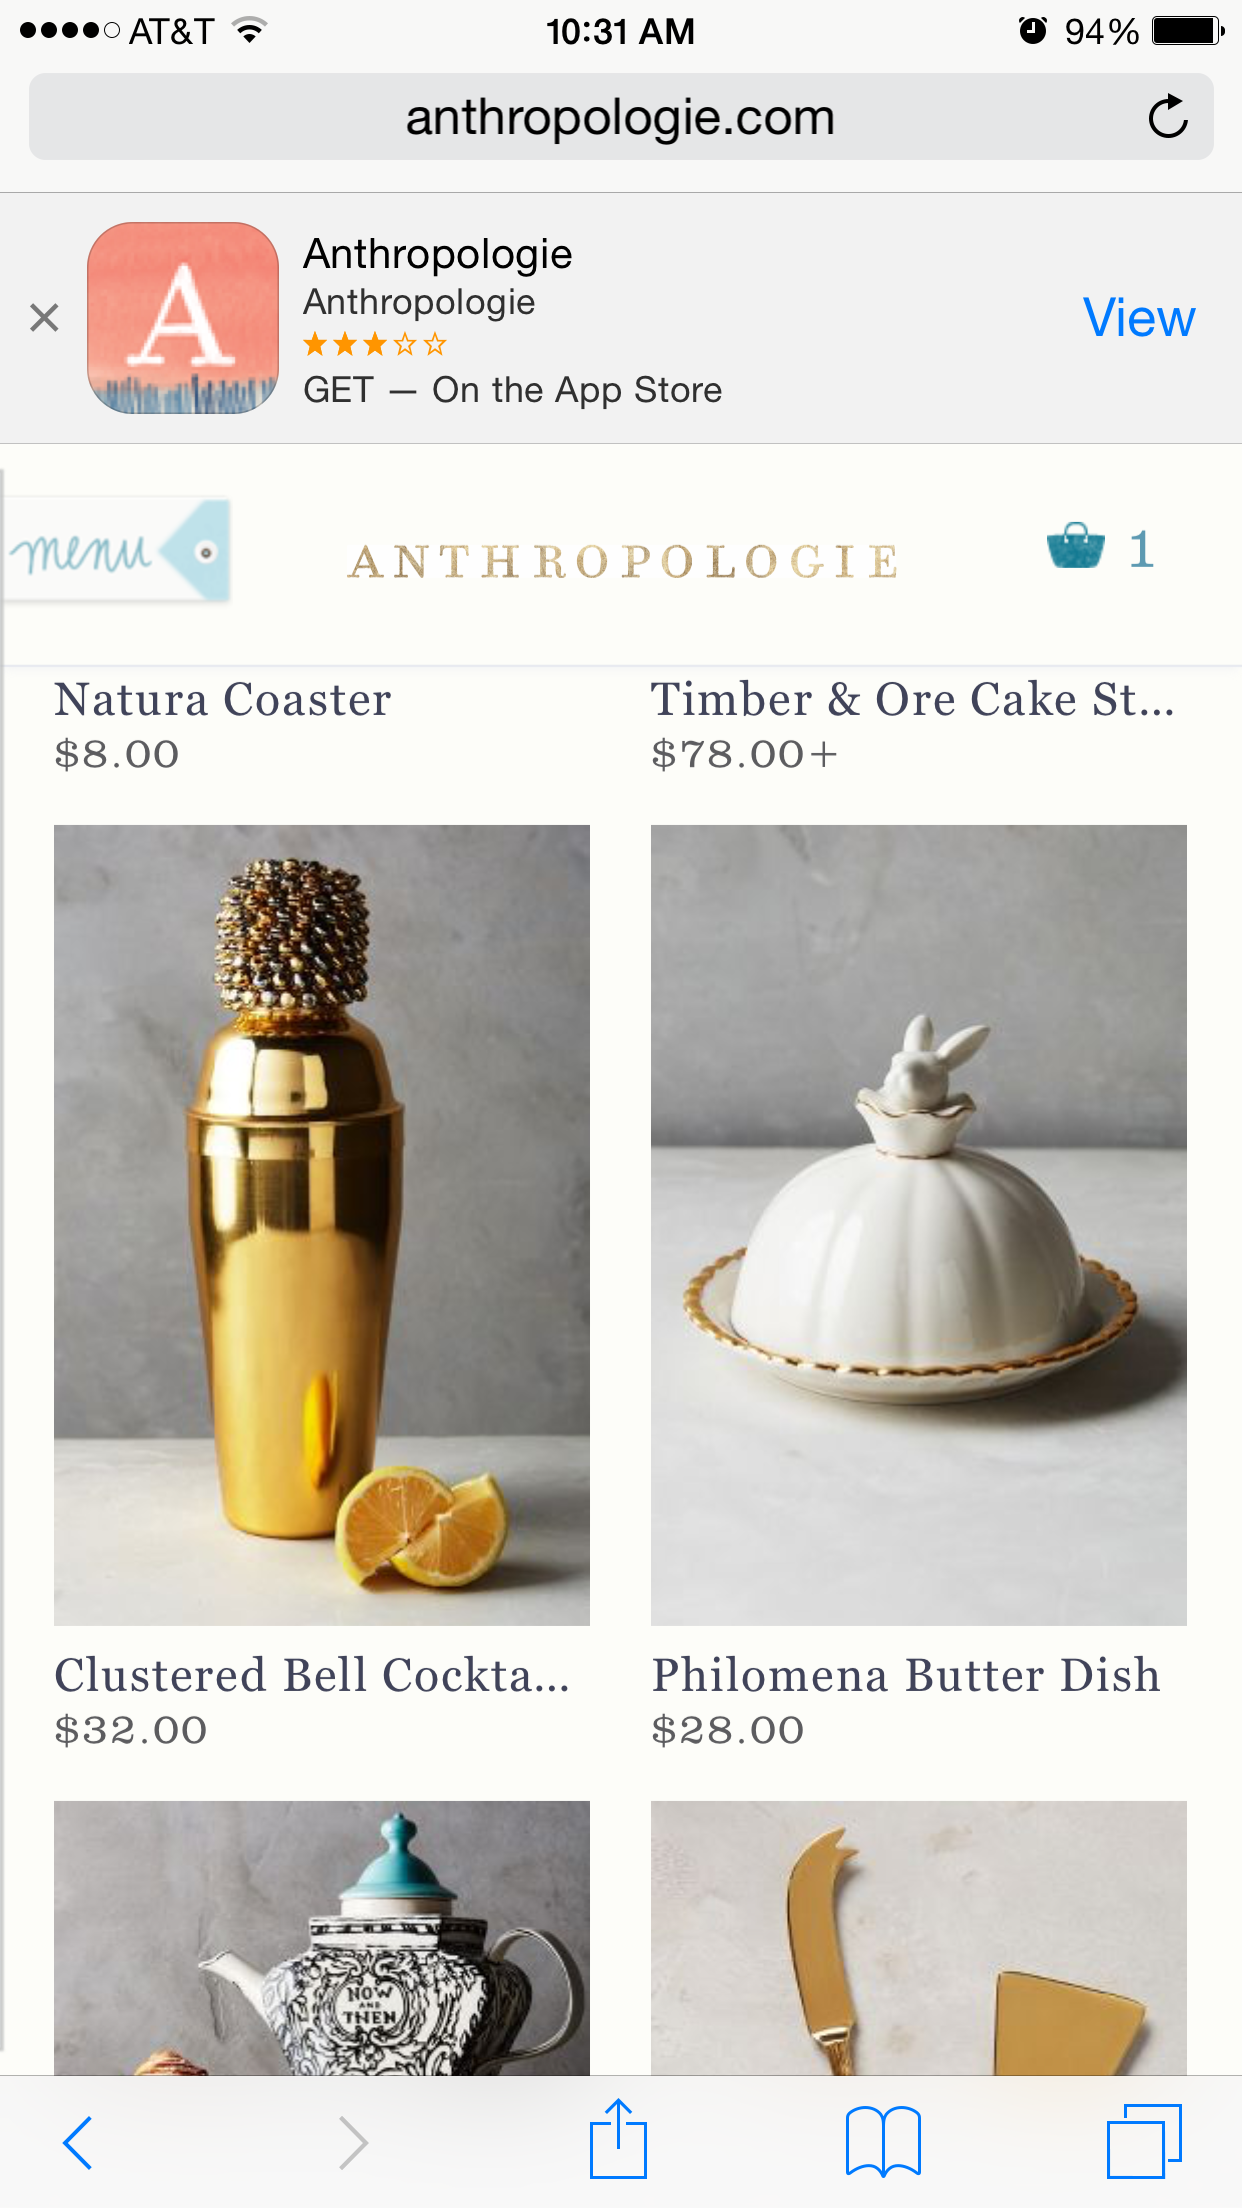 AT&T 10:31 AM 94%
anthropologie.com
Anthropologie
Anthropologie
GET — On the App Store
View
menu
ANTHROPOLOGIE
1
Natura Coaster
$8.00
Timber & Ore Cake St...
$78.00+
Clustered Bell Cockta...
$32.00
Philomena Butter Dish
$28.00
NOW
AND
THEN